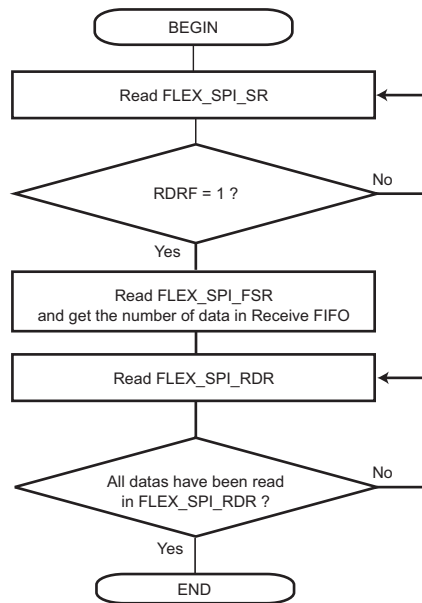 BEGIN
Read FLEX_SPI_SR
RDRF = 1 ?
No
Yes
Read FLEX_SPI_FSR
and get the number of data in Receive FIFO
Read FLEX_SPI_RDR
All datas have been read
in FLEX_SPI_RDR ?
No
Yes
END